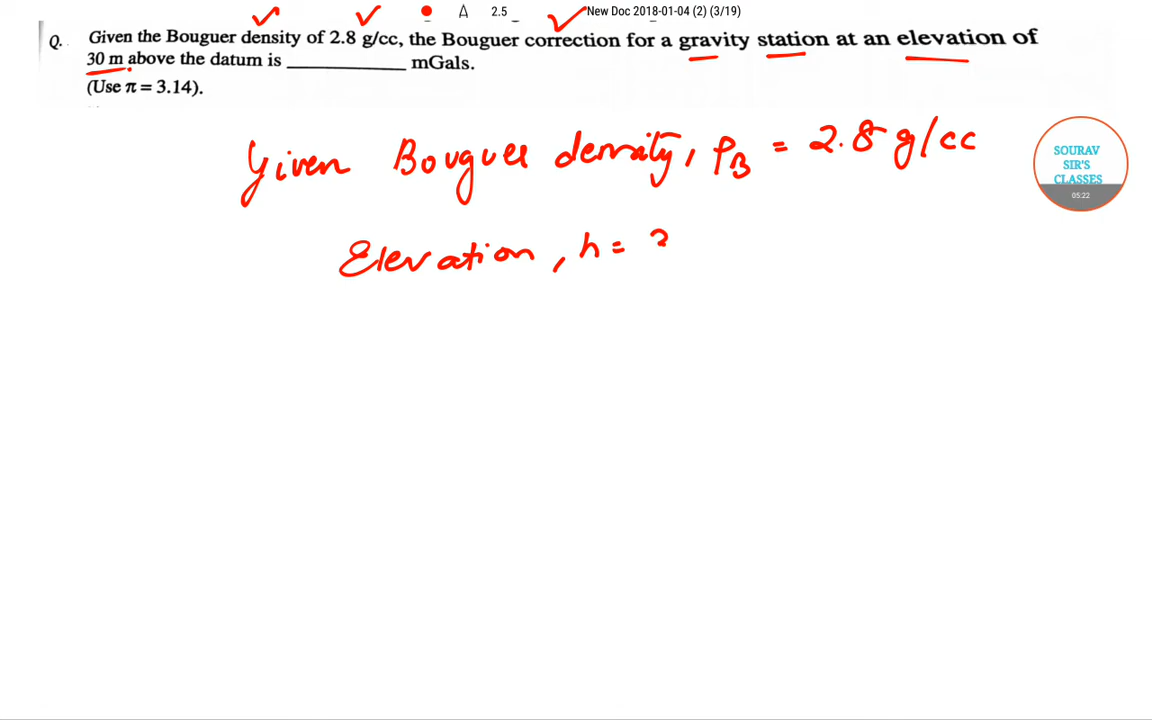 A 2.5 New Doc 2018-01-04 (2) (3/19)
Q. Given the Bouguer density of 2.8 g/cc, the Bouguer correction for a gravity station at an elevation of
30 m above the datum is ____________ mGals.
(Use π = 3.14).
Given Bouguer density, ρB = 2.8 g/cc
SOURAV
SIR'S
CLASSES
05:22
Elevation, h = 3